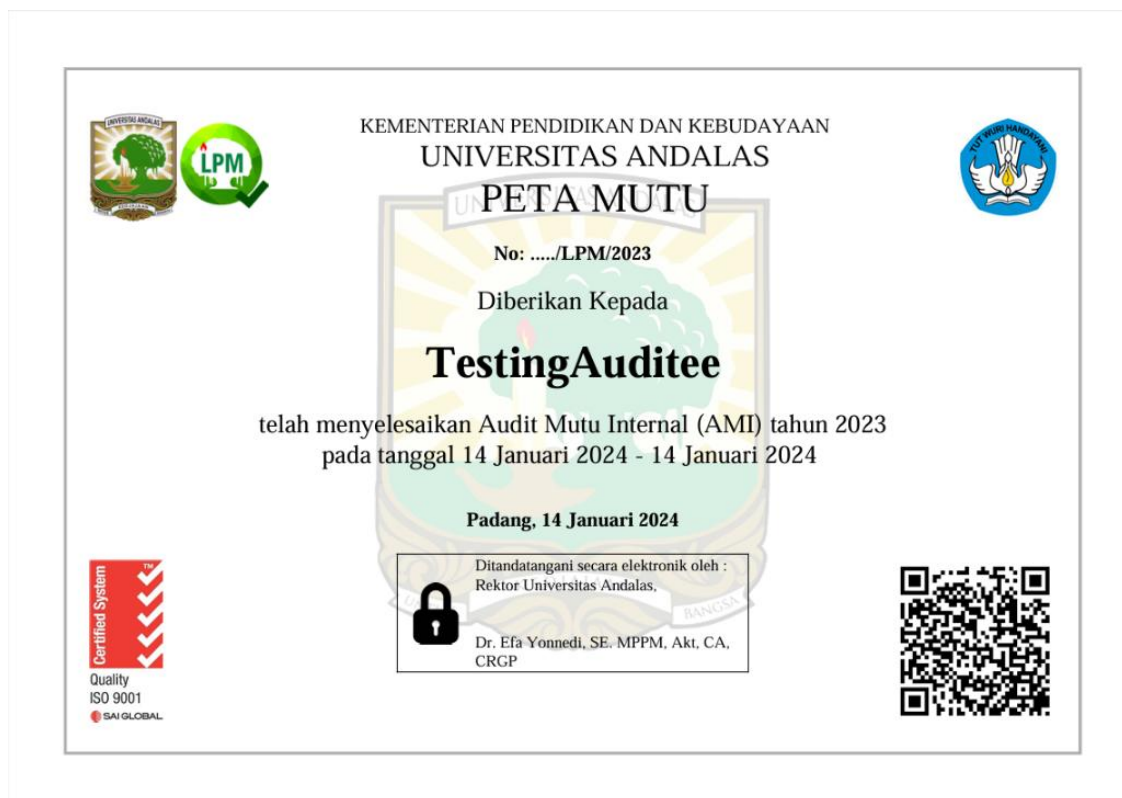 UNIVERSITAS ANDALAS
LPM
KEMENTERIAN PENDIDIKAN DAN KEBUDAYAAN
UNIVERSITAS ANDALAS
PETA MUTU
TUT WURI HANDAYANI
No: ...../LPM/2023
Diberikan Kepada
TestingAuditee
telah menyelesaikan Audit Mutu Internal (AMI) tahun 2023
pada tanggal 14 Januari 2024 - 14 Januari 2024
Padang, 14 Januari 2024
Ditandatangani secara elektronik oleh :
Rektor Universitas Andalas,
Dr. Efa Yonnedi, SE. MPPM, Akt, CA,
CRGP
BANGSA
Certified System
TM
Quality
ISO 9001
SAI GLOBAL